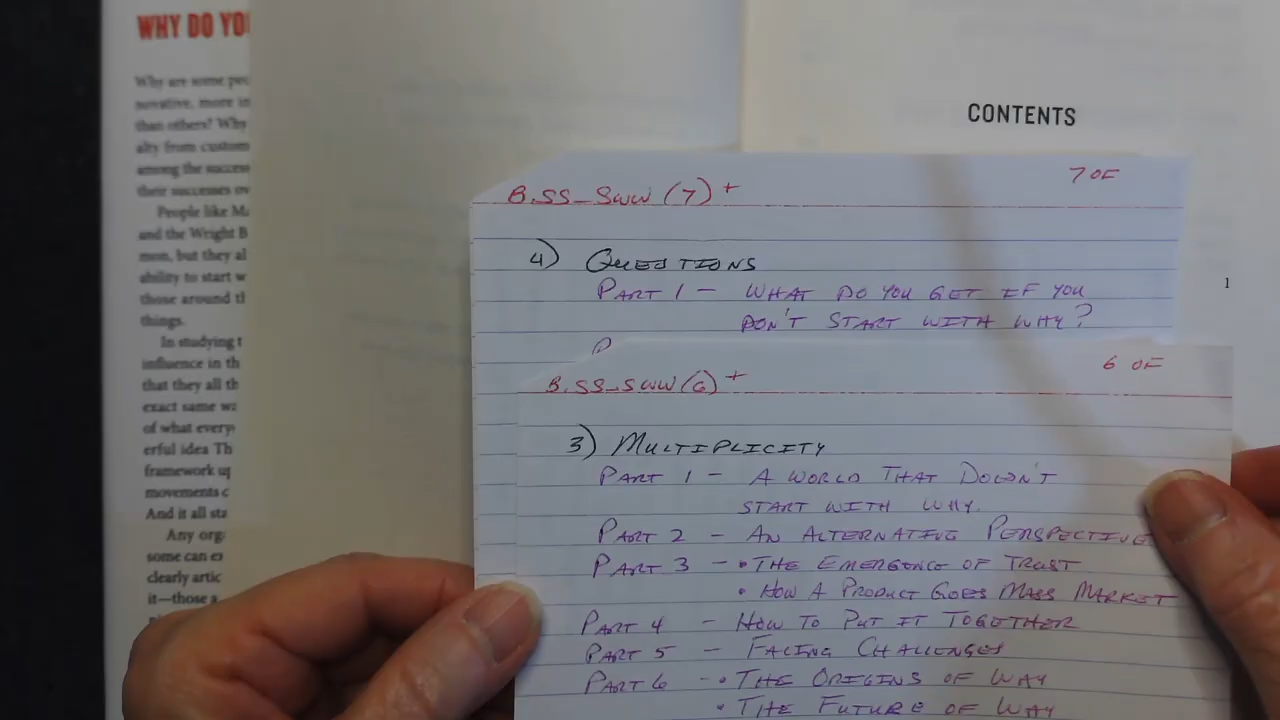 WHY DO YOU
Why are some peo
novative, more in
than others? Why
alty from custom
among the success
their successes ov
People like Ma
and the Wright B
mon, but they al
ability to start w
those around th
things.
In studying t
influence in th
that they all th
exact same wa
of what every
erful idea Th
framework up
movements c
And it all sta
Any org
some can ex
clearly artic
it—those a
CONTENTS
1
B.SS_SWW (7) +
7 OF
4) QUESTIONS
PART 1 - WHAT DO YOU GET IF YOU
DON'T START WITH WHY?
P
B.SS_SWW (6) +
6 OF
3) MULTIPLICITY
PART 1 - A WORLD THAT DOESN'T
START WITH WHY.
PART 2 - AN ALTERNATIVE PERSPECTIVE
PART 3 - • THE EMERGENCE OF TRUST
• HOW A PRODUCT GOES MASS MARKET
PART 4 - HOW TO PUT IT TOGETHER
PART 5 - FACING CHALLENGES
PART 6 - • THE ORIGINS OF WAY
• THE FUTURE OF WAY